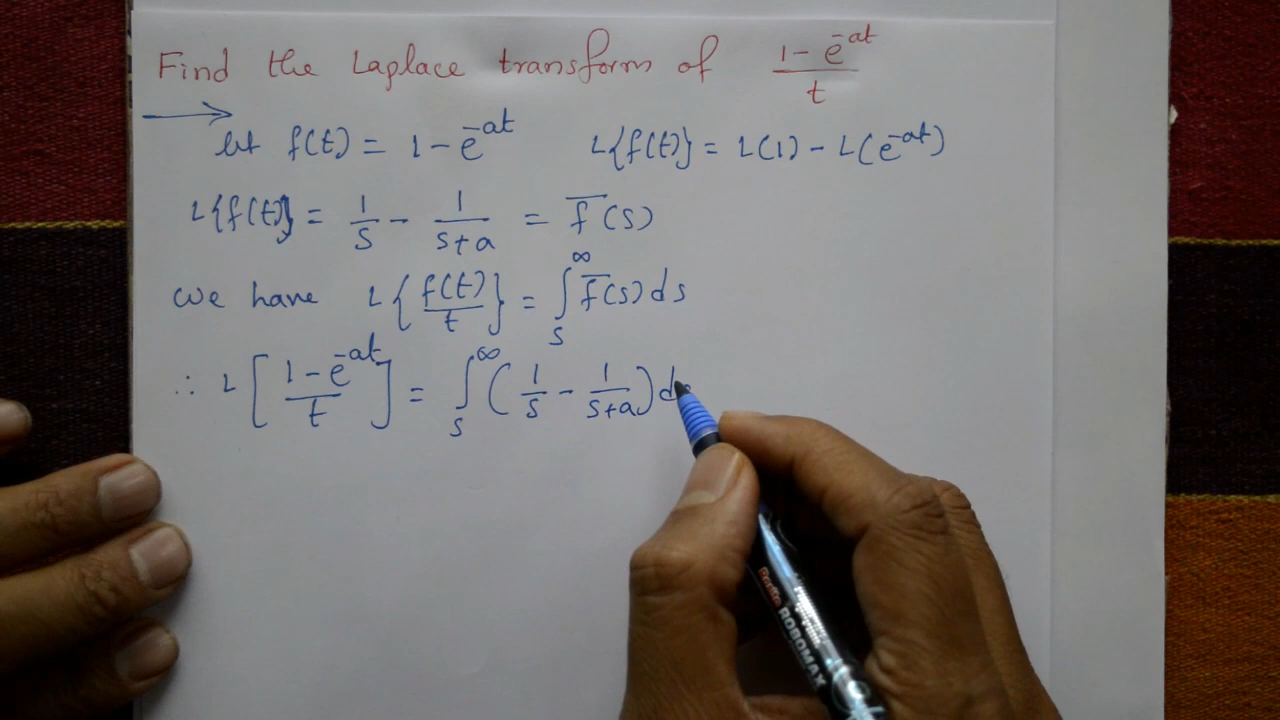 Find the Laplace transform of (1 - e^-at)/t
let f(t) = 1 - e^-at L{f(t)} = L(1) - L(e^-at)
L{f(t)} = 1/s - 1/(s+a) = f̅(s)
we have L{f(t)/t} = ∫_s^∞ f̅(s) ds
∴ L[(1 - e^-at)/t] = ∫_s^∞ (1/s - 1/(s+a)) d
ROBOMAX